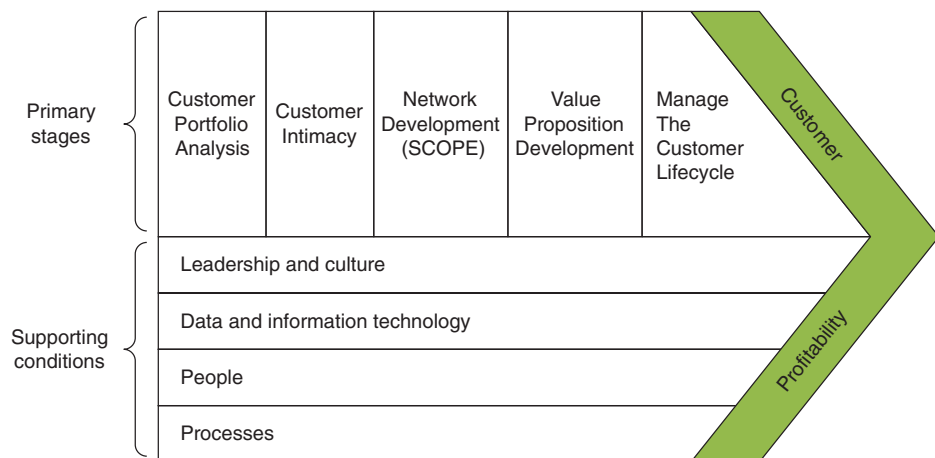 Primary
stages
Customer
Portfolio
Analysis
Customer
Intimacy
Network
Development
(SCOPE)
Value
Proposition
Development
Manage
The
Customer
Lifecycle
Customer
Supporting
conditions
Leadership and culture
Data and information technology
People
Processes
Profitability